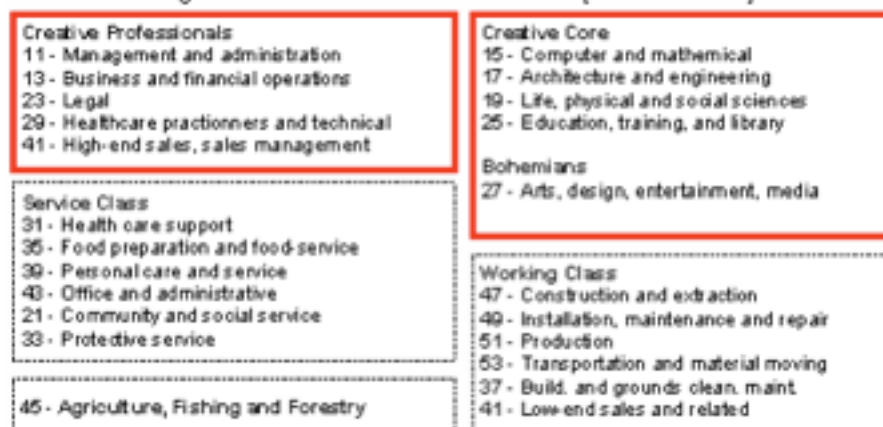 Creative Professionals
11 - Management and administration
13 - Business and financial operations
23 - Legal
29 - Healthcare practionners and technical
41 - High-end sales, sales management
Service Class
31 - Health care support
35 - Food preparation and food-service
39 - Personal care and service
43 - Office and administrative
21 - Community and social service
33 - Protective service
45 - Agriculture, Fishing and Forestry
Creative Core
15 - Computer and mathemical
17 - Architecture and engineering
19 - Life, physical and social sciences
25 - Education, training, and library
Bohemians
27 - Arts, design, entertainment, media
Working Class
47 - Construction and extraction
49 - Installation, maintenance and repair
51 - Production
53 - Transportation and material moving
37 - Build. and grounds clean. maint.
41 - Low-end sales and related